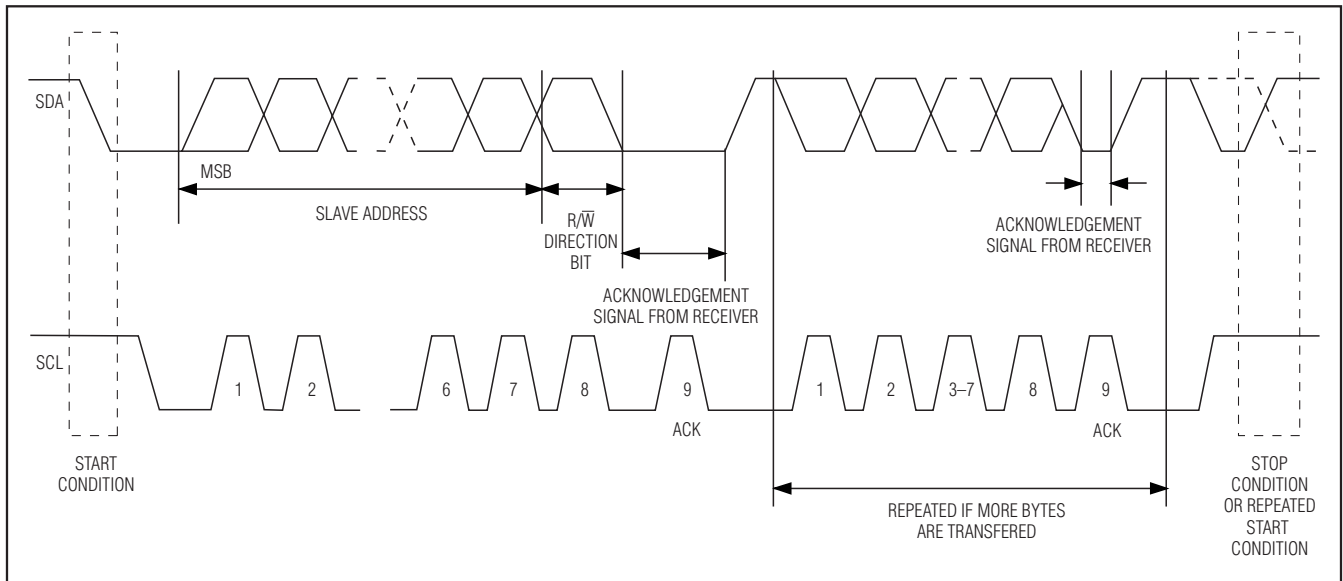 SDA
MSB
SLAVE ADDRESS
R/W̅
DIRECTION
BIT
ACKNOWLEDGEMENT
SIGNAL FROM RECEIVER
ACKNOWLEDGEMENT
SIGNAL FROM RECEIVER
SCL
1
2
6
7
8
9
1
2
3–7
8
9
ACK
ACK
START
CONDITION
REPEATED IF MORE BYTES
ARE TRANSFERED
STOP
CONDITION
OR REPEATED
START
CONDITION